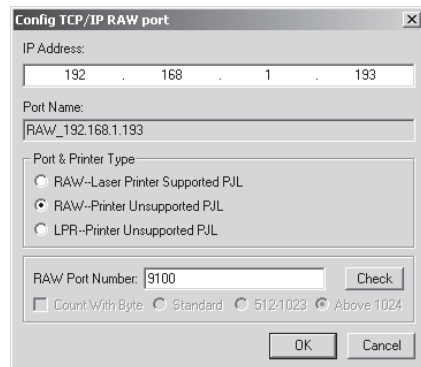 Config TCP/IP RAW port
IP Address:
192 . 168 . 1 . 193
Port Name:
RAW_192.168.1.193
Port & Printer Type
RAW--Laser Printer Supported PJL
RAW--Printer Unsupported PJL
LPR--Printer Unsupported PJL
RAW Port Number: 9100 Check
Count With Byte Standard 512-1023 Above 1024
OK Cancel